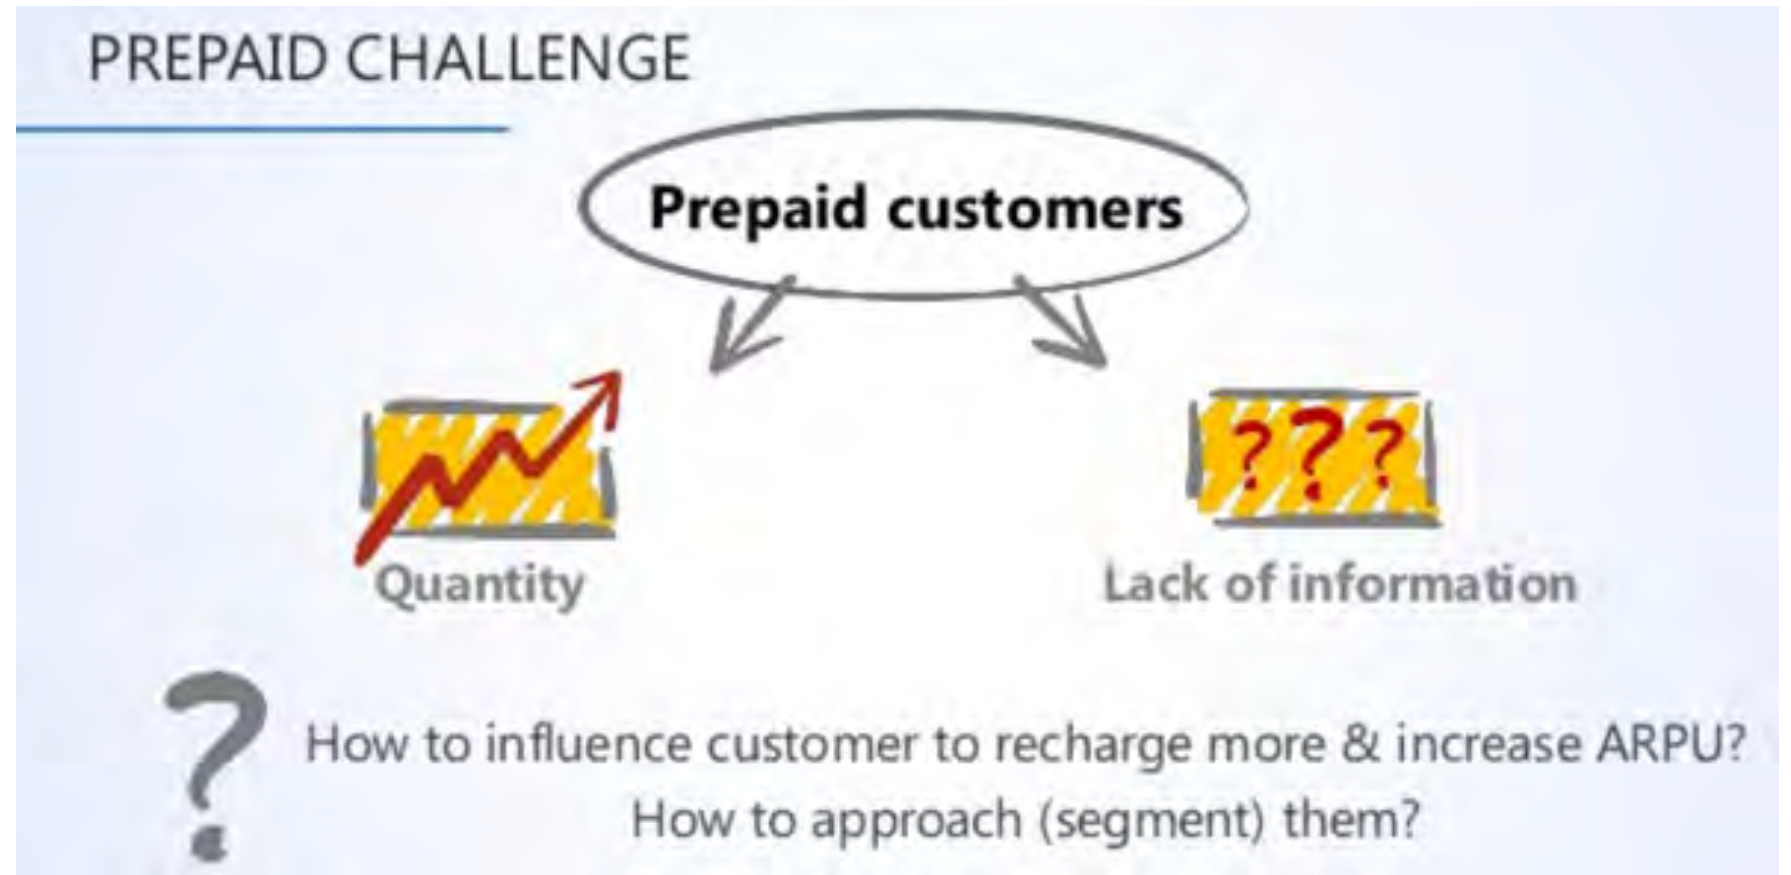 PREPAID CHALLENGE
Prepaid customers
? ? ?
Quantity
Lack of information
?
How to influence customer to recharge more & increase ARPU?
How to approach (segment) them?